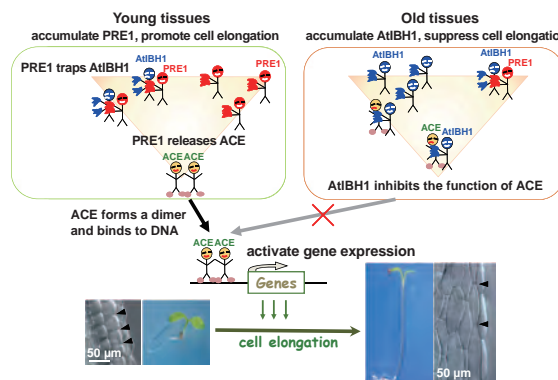 Young tissues
accumulate PRE1, promote cell elongation
PRE1 traps AtIBH1
AtIBH1
PRE1
PRE1
PRE1 releases ACE
ACE ACE
Old tissues
accumulate AtIBH1, suppress cell elongation
AtIBH1
AtIBH1
PRE1
ACE
AtIBH1
AtIBH1 inhibits the function of ACE
ACE forms a dimer
and binds to DNA
ACE ACE
activate gene expression
Genes
cell elongation
50 µm
50 µm